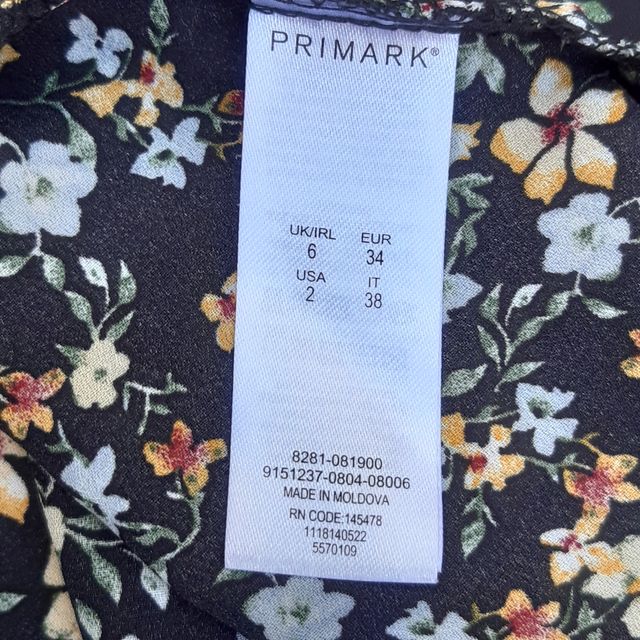 PRIMARK®
UK/IRL EUR
6 34
USA IT
2 38
8281-081900
9151237-0804-08006
MADE IN MOLDOVA
RN CODE:145478
1118140522
5570109